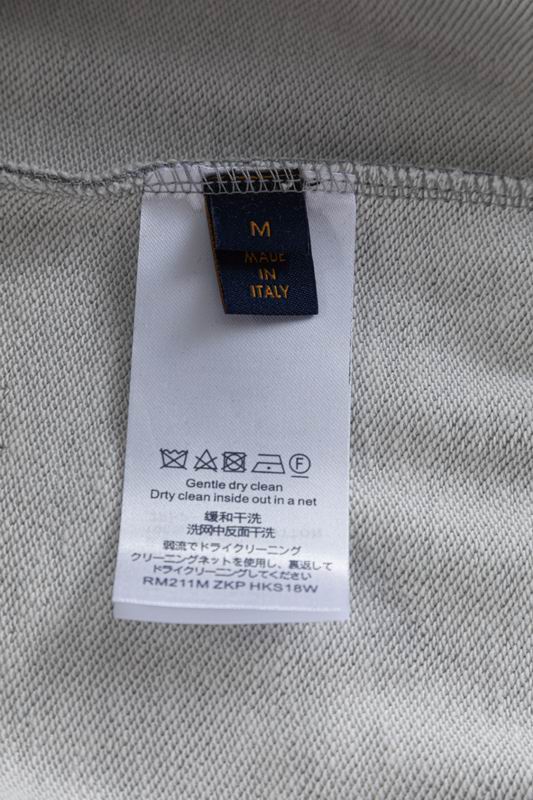 M
MADE
IN
ITALY
F
Gentle dry clean
Drty clean inside out in a net
缓和干洗
洗网中反面干洗
弱流でドライクリーニング
クリーニングネットを使用し、裏返して
ドライクリーニングしてください
RM211M ZKP HKS18W